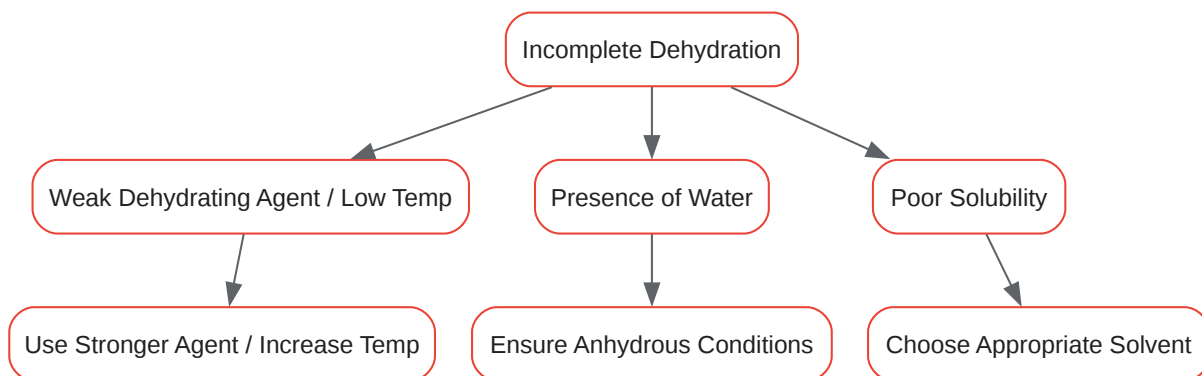 Incomplete Dehydration
Weak Dehydrating Agent / Low Temp
Presence of Water
Poor Solubility
Use Stronger Agent / Increase Temp
Ensure Anhydrous Conditions
Choose Appropriate Solvent